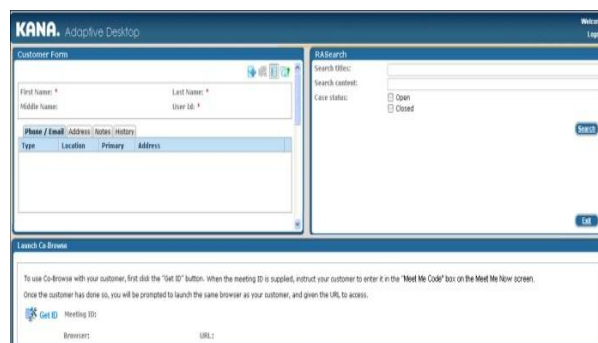 KANA. Adaptive Desktop
Customer Form
First Name: *
Last Name: *
Middle Name:
User Id: *
Phone / Email Address Notes History
Type Location Primary Address
RASearch
Search titles:
Search content:
Case status:
Open
Closed
Search
Exit
Launch Co-Browse
To use Co-Browse with your customer, first click the "Get ID" button. When the meeting ID is supplied, instruct your customer to enter it in the "Meet Me Code" box on the Meet Me Now screen.
Once the customer has done so, you will be prompted to launch the same browser as your customer, and given the URL to access.
Get ID Meeting ID:
Browser: URL: